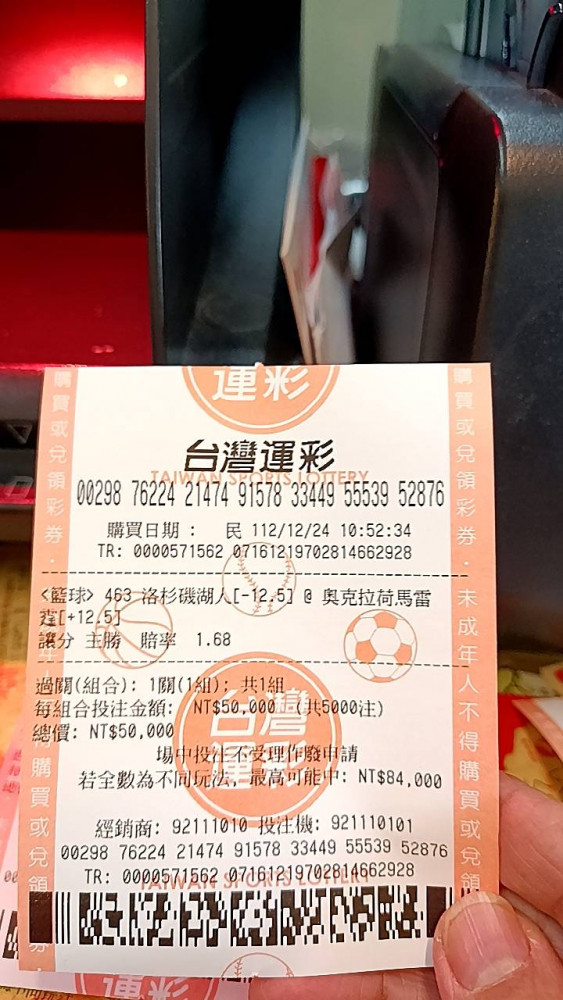 運彩
台灣運彩
TAIWAN SPORTS LOTTERY
00298 76224 21474 91578 33449 55539 52876
購買日期： 民 112/12/24 10:52:34
TR: 0000571562 07161219702814662928
<籃球> 463 洛杉磯湖人[-12.5] @ 奧克拉荷馬雷
霆[+12.5]
讓分 主勝 賠率 1.68
過關(組合): 1關(1組); 共1組
每組合投注金額: NT$50,000 (共5000注)
總價: NT$50,000
台灣
運彩
場中投注不受理作廢申請
若全數為不同玩法, 最高可能中: NT$84,000
經銷商: 92111010 投注機: 921110101
00298 76224 21474 91578 33449 55539 52876
TR: 0000571562 07161219702814662928
TAIWAN SPORTS LOTTERY
購買或兌領彩券．
購買或兌領彩券．未成年人不得購買或兌領